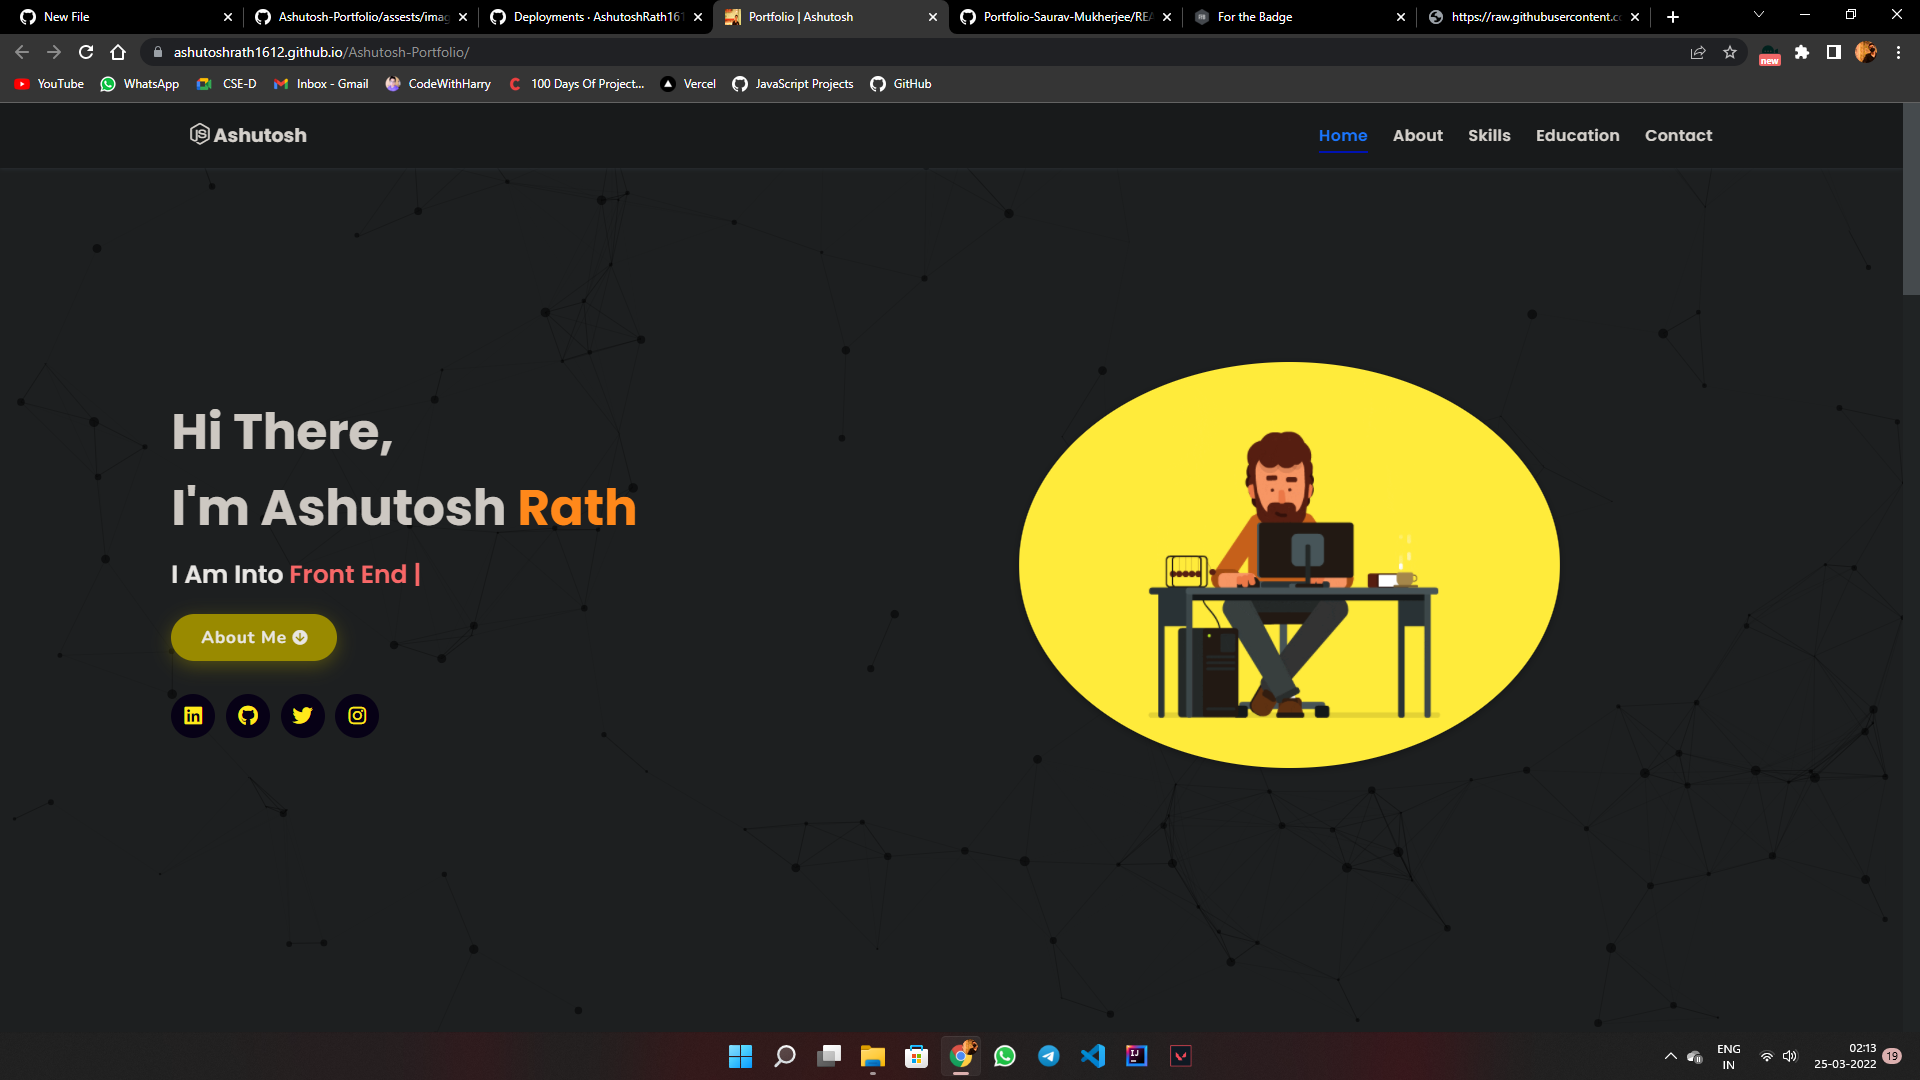 New File
Ashutosh-Portfolio/assests/imag
Deployments · AshutoshRath161
Portfolio | Ashutosh
Portfolio-Saurav-Mukherjee/REA
For the Badge
https://raw.githubusercontent.c
ashutoshrath1612.github.io/Ashutosh-Portfolio/
new
YouTube
WhatsApp
CSE-D
Inbox - Gmail
CodeWithHarry
100 Days Of Project...
Vercel
JavaScript Projects
GitHub
Ashutosh
Home
About
Skills
Education
Contact
Hi There,
I'm Ashutosh Rath
I Am Into Front End |
About Me
ENG
IN
02:13
25-03-2022
19